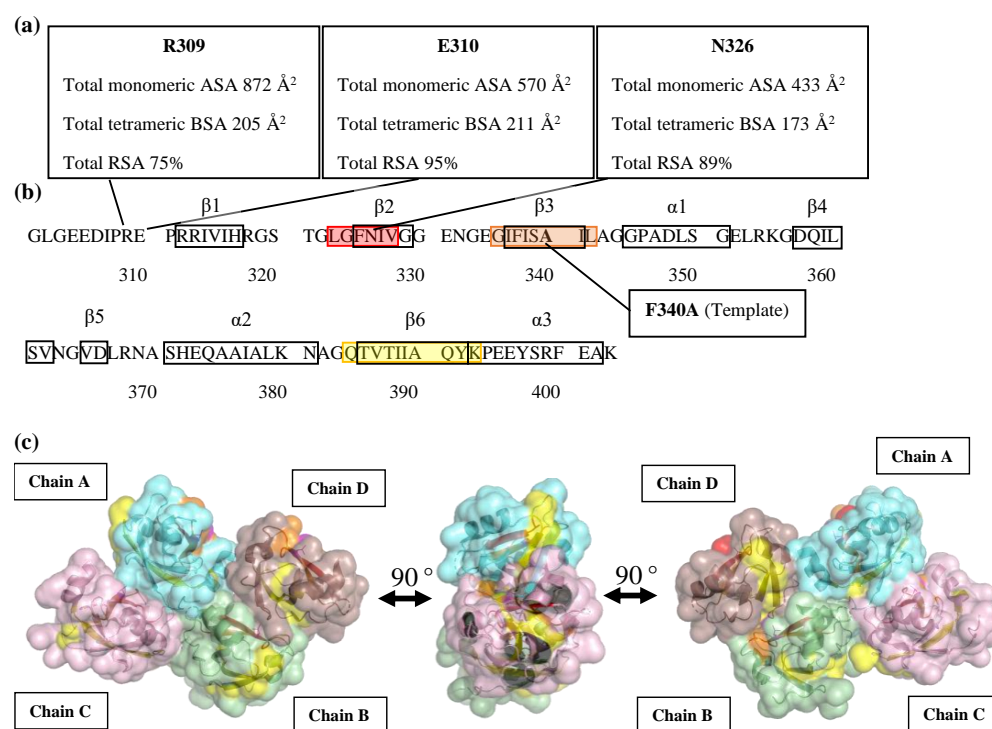 (a)
R309
Total monomeric ASA 872 Å²
Total tetrameric BSA 205 Å²
Total RSA 75%
E310
Total monomeric ASA 570 Å²
Total tetrameric BSA 211 Å²
Total RSA 95%
N326
Total monomeric ASA 433 Å²
Total tetrameric BSA 173 Å²
Total RSA 89%
(b)
β1 β2 β3 α1 β4
GLGEEDIPRE PRRIVIHRGS TGLGFNIVGG ENGEGIFISA ILAGGPADLS GELRKGDQIL
310 320 330 340 350 360
F340A (Template)
β5 α2 β6 α3
SVNGVDLRNA SHEQAAIALK NAGQTVTIIA QYKPEEYSRF EAK
370 380 390 400
(c)
Chain A
Chain D
Chain C
Chain B
90 °
90 °
Chain D
Chain A
Chain B
Chain C